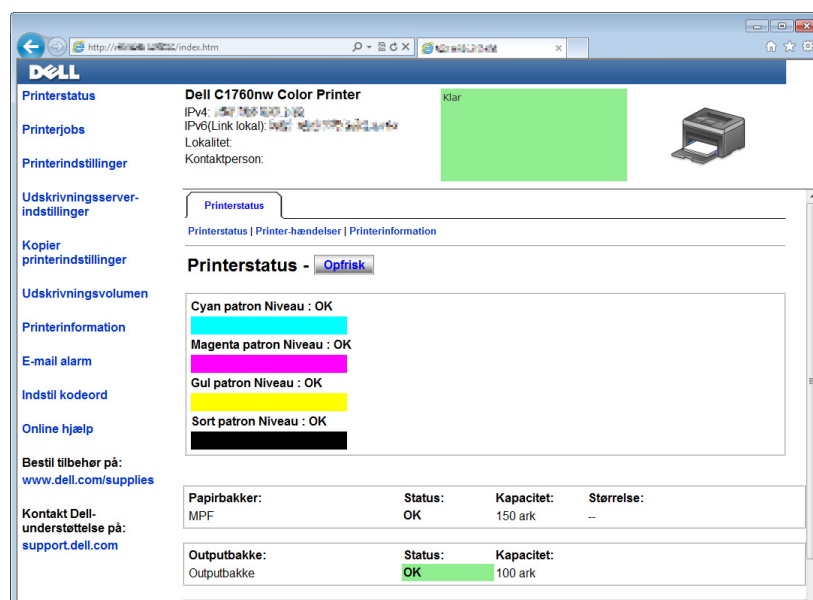 http://
/index.htm
DELL
Printerstatus
Printerjobs
Printerindstillinger
Udskrivningsserver-
indstillinger
Kopier
printerindstillinger
Udskrivningsvolumen
Printerinformation
E-mail alarm
Indstil kodeord
Online hjælp
Bestil tilbehør på:
www.dell.com/supplies
Kontakt Dell-
understøttelse på:
support.dell.com
Dell C1760nw Color Printer
IPv4:
IPv6(Link lokal):
Lokalitet:
Kontaktperson:
Klar
Printerstatus
Printerstatus | Printer-hændelser | Printerinformation
Printerstatus - Opfrisk
Cyan patron Niveau : OK
Magenta patron Niveau : OK
Gul patron Niveau : OK
Sort patron Niveau : OK
Papirbakker: Status: Kapacitet: Størrelse:
MPF OK 150 ark --
Outputbakke: Status: Kapacitet:
Outputbakke OK 100 ark